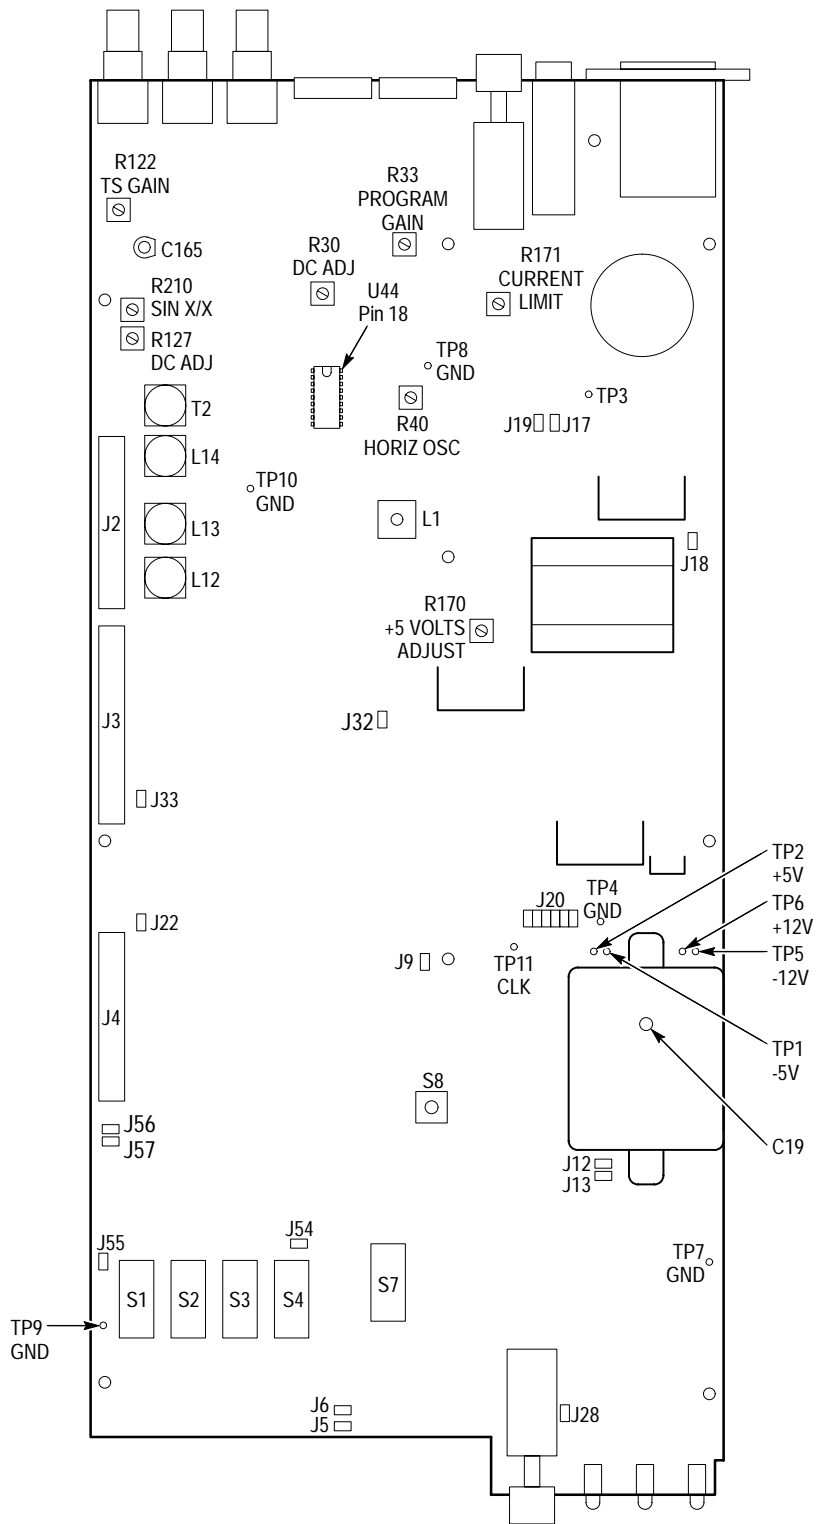 R122
TS GAIN
R33
PROGRAM
GAIN
C165
R30
DC ADJ
R171
CURRENT
LIMIT
R210
SIN X/X
U44
Pin 18
R127
DC ADJ
TP8
GND
T2
TP3
R40
HORIZ OSC
J19
J17
L14
TP10
GND
J2
L13
L1
J18
L12
R170
+5 VOLTS
ADJUST
J3
J32
J33
TP2
+5V
J20
TP4
GND
TP6
+12V
J22
J9
TP11
CLK
TP5
-12V
J4
TP1
-5V
S8
J56
J57
C19
J12
J13
J54
J55
TP7
GND
S1
S2
S3
S4
S7
TP9
GND
J6
J5
J28